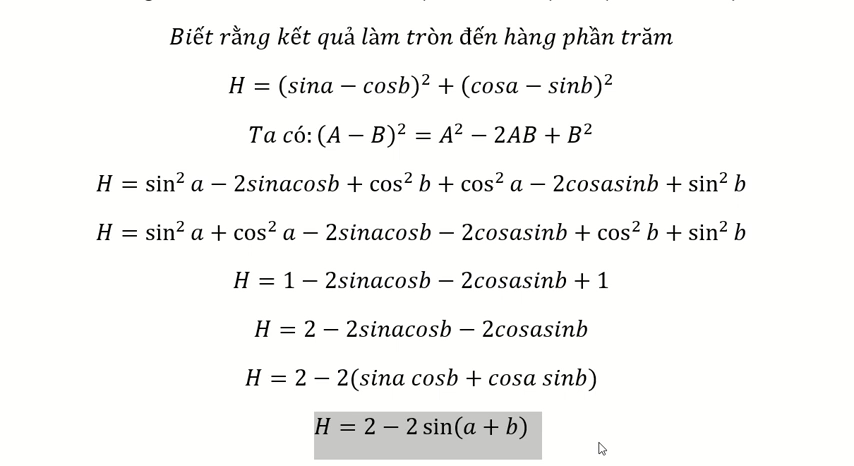 Biết rằng kết quả làm tròn đến hàng phần trăm
H = (sina − cosb)² + (cosa − sinb)²
Ta có: (A − B)² = A² − 2AB + B²
H = sin² a − 2sinacosb + cos² b + cos² a − 2cosasinb + sin² b
H = sin² a + cos² a − 2sinacosb − 2cosasinb + cos² b + sin² b
H = 1 − 2sinacosb − 2cosasinb + 1
H = 2 − 2sinacosb − 2cosasinb
H = 2 − 2(sina cosb + cosa sinb)
H = 2 − 2 sin(a + b)